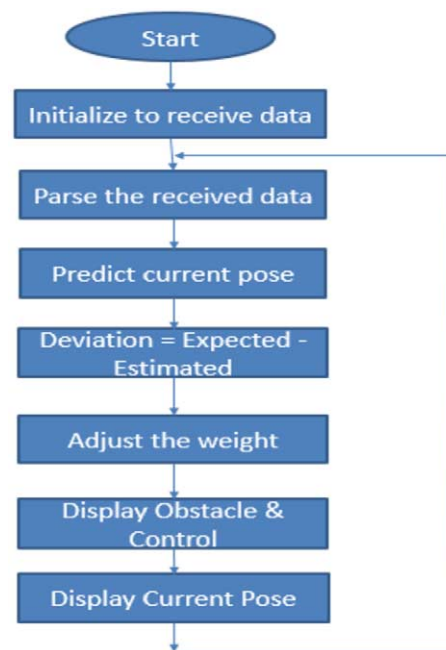 Start
Initialize to receive data
Parse the received data
Predict current pose
Deviation = Expected -
Estimated
Adjust the weight
Display Obstacle &
Control
Display Current Pose